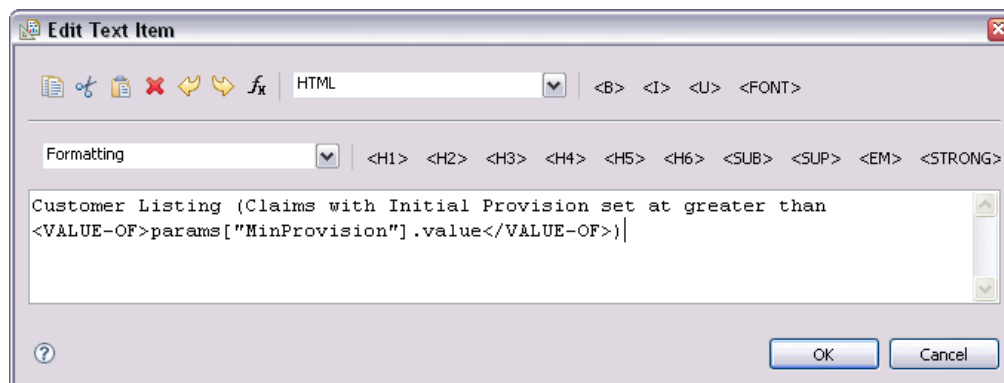 Edit Text Item
fx HTML <B> <I> <U> <FONT>
Formatting <H1> <H2> <H3> <H4> <H5> <H6> <SUB> <SUP> <EM> <STRONG>
Customer Listing (Claims with Initial Provision set at greater than
<VALUE-OF>params["MinProvision"].value</VALUE-OF>)
? OK Cancel